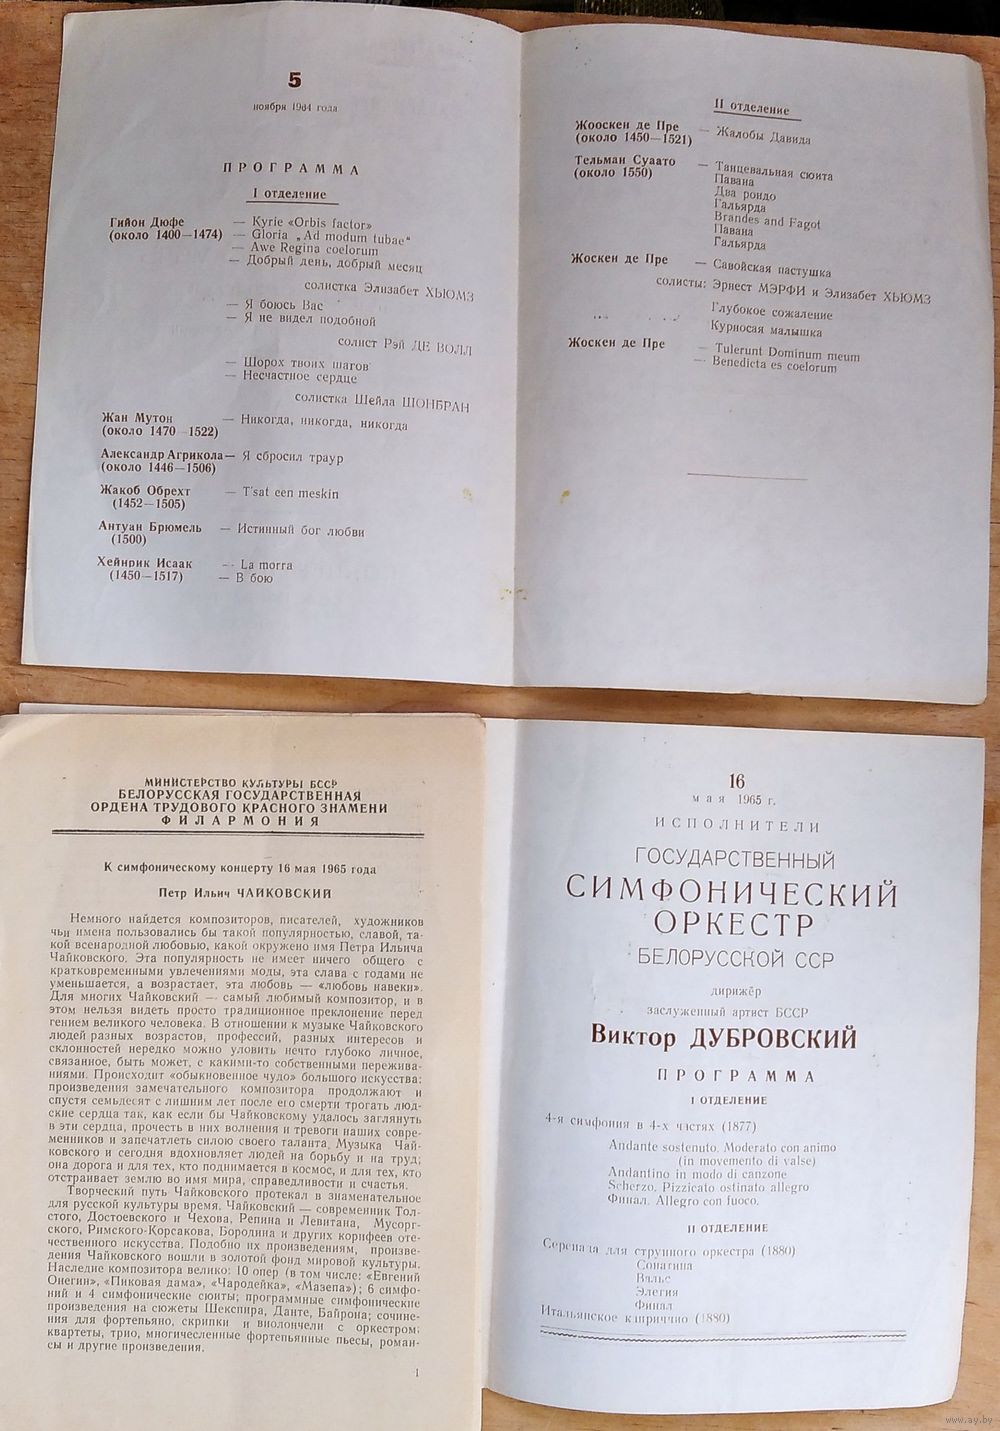 5
ноября 1964 года
ПРОГРАММА
I отделение
Гийон Дюфе — Kyrie «Orbis factor»
(около 1400—1474) — Gloria „Ad modum tubae“
— Awe Regina coelorum
— Добрый день, добрый месяц
солистка Элизабет ХЬЮМЗ
— Я боюсь Вас
— Я не видел подобной
солист Рэй ДЕ ВОЛЛ
— Шорох твоих шагов
— Несчастное сердце
солистка Шейла ШОНБРАН
Жан Мутон — Никогда, никогда, никогда
(около 1470—1522)
Александр Агрикола — Я сбросил траур
(около 1446—1506)
Жакоб Обрехт — T'sat een meskin
(1452—1505)
Антуан Брюмель — Истинный бог любви
(1500)
Хейнрик Исаак — La morra
(1450—1517) — В бою
II отделение
Жооскен де Пре — Жалобы Давида
(около 1450—1521)
Тельман Суаато — Танцевальная сюита
(около 1550) Павана
Два рондо
Гальярда
Brandes and Fagot
Павана
Гальярда
Жоскен де Пре — Савойская пастушка
солисты: Эрнест МЭРФИ и Элизабет ХЬЮМЗ
Глубокое сожаление
Курносая малышка
Жоскен де Пре — Tulerunt Dominum meum
— Benedicta es coelorum
МИНИСТЕРСТВО КУЛЬТУРЫ БССР
БЕЛОРУССКАЯ ГОСУДАРСТВЕННАЯ
ОРДЕНА ТРУДОВОГО КРАСНОГО ЗНАМЕНИ
ФИЛАРМОНИЯ
К симфоническому концерту 16 мая 1965 года
Петр Ильич ЧАЙКОВСКИЙ
Немного найдется композиторов, писателей, художников
чьи имена пользовались бы такой популярностью, славой, та-
кой всенародной любовью, какой окружено имя Петра Ильича
Чайковского. Эта популярность не имеет ничего общего с
кратковременными увлечениями моды, эта слава с годами не
уменьшается, а возрастает, эта любовь — «любовь навеки».
Для многих Чайковский — самый любимый композитор, и в
этом нельзя видеть просто традиционное преклонение перед
гением великого человека. В отношении к музыке Чайковского
людей разных возрастов, профессий, разных интересов и
склонностей нередко можно уловить нечто глубоко личное,
связанное, быть может, с какими-то собственными пережива-
ниями. Происходит «обыкновенное чудо» большого искусства:
произведения замечательного композитора продолжают и
спустя семьдесят с лишним лет после его смерти трогать люд-
ские сердца так, как если бы Чайковскому удалось заглянуть
в эти сердца, прочесть в них волнения и тревоги наших совре-
менников и запечатлеть силою своего таланта. Музыка Чай-
ковского и сегодня вдохновляет людей на борьбу и на труд;
она дорога и для тех, кто поднимается в космос, и для тех, кто
отстраивает землю во имя мира, справедливости и счастья.
Творческий путь Чайковского протекал в знаменательное
для русской культуры время. Чайковский — современник Тол-
стого, Достоевского и Чехова, Репина и Левитана, Мусорг-
ского, Римского-Корсакова, Бородина и других корифеев оте-
чественного искусства. Подобно их произведениям, произве-
дения Чайковского вошли в золотой фонд мировой культуры.
Наследие композитора велико: 10 опер (в том числе: «Евгений
Онегин», «Пиковая дама», «Чародейка», «Мазепа»); 6 симфо-
ний и 4 симфонические сюиты; программные симфонические
произведения на сюжеты Шекспира, Данте, Байрона; сочине-
ния для фортепьяно, скрипки и виолончели с оркестром;
квартеты, трио, многичесленные фортепьянные пьесы, роман-
сы и другие произведения.
1
16
мая 1965 г.
ИСПОЛНИТЕЛИ
ГОСУДАРСТВЕННЫЙ
СИМФОНИЧЕСКИЙ
ОРКЕСТР
БЕЛОРУССКОЙ ССР
дирижёр
заслуженный артист БССР
Виктор ДУБРОВСКИЙ
ПРОГРАММА
I ОТДЕЛЕНИЕ
4-я симфония в 4-х частях (1877)
Andante sostenuto. Moderato con animo
(in movemento di valse)
Andantino in modo di canzone
Scherzo. Pizzicato ostinato allegro
Финал. Allegro con fuoco.
II ОТДЕЛЕНИЕ
Серенада для струнного оркестра (1880)
Сонатина
Вальс
Элегия
Финал
Итальянское каприччио (1880)
www.ay.by